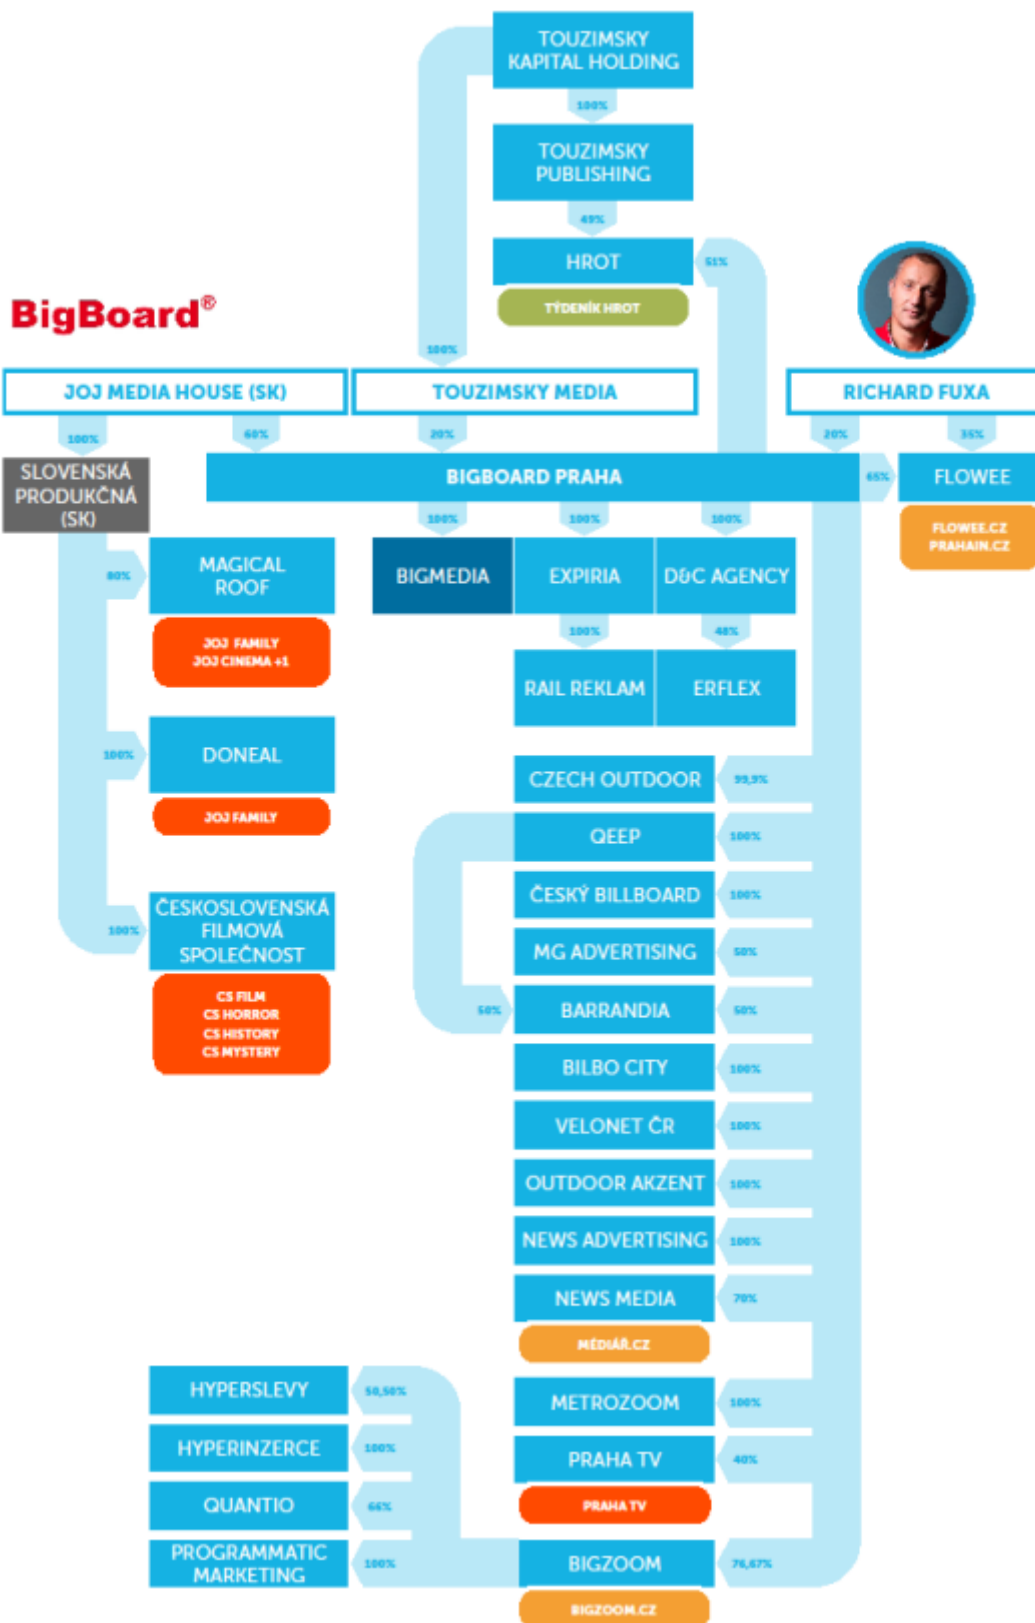 TOUZIMSKY
KAPITAL HOLDING
100%
TOUZIMSKY
PUBLISHING
49%
HROT
51%
TÝDENÍK HROT
BigBoard®
100%
JOJ MEDIA HOUSE (SK)
TOUZIMSKY MEDIA
RICHARD FUXA
100%
60%
20%
20%
35%
SLOVENSKÁ
PRODUKČNÁ
(SK)
BIGBOARD PRAHA
65%
FLOWEE
FLOWEE.CZ
PRAHAIN.CZ
100%
100%
100%
80%
MAGICAL
ROOF
JOJ FAMILY
JOJ CINEMA +1
BIGMEDIA
EXPIRIA
D&C AGENCY
100%
48%
RAIL REKLAM
ERFLEX
100%
DONEAL
JOJ FAMILY
100%
ČESKOSLOVENSKÁ
FILMOVÁ
SPOLEČNOST
CS FILM
CS HORROR
CS HISTORY
CS MYSTERY
CZECH OUTDOOR
99,9%
QEEP
100%
ČESKÝ BILLBOARD
100%
MG ADVERTISING
50%
50%
BARRANDIA
50%
BILBO CITY
100%
VELONET ČR
100%
OUTDOOR AKZENT
100%
NEWS ADVERTISING
100%
NEWS MEDIA
70%
MÉDIÁŘ.CZ
METROZOOM
100%
PRAHA TV
40%
PRAHA TV
BIGZOOM
76,67%
BIGZOOM.CZ
HYPERSLEVY
50,50%
HYPERINZERCE
100%
QUANTIO
66%
PROGRAMMATIC
MARKETING
100%